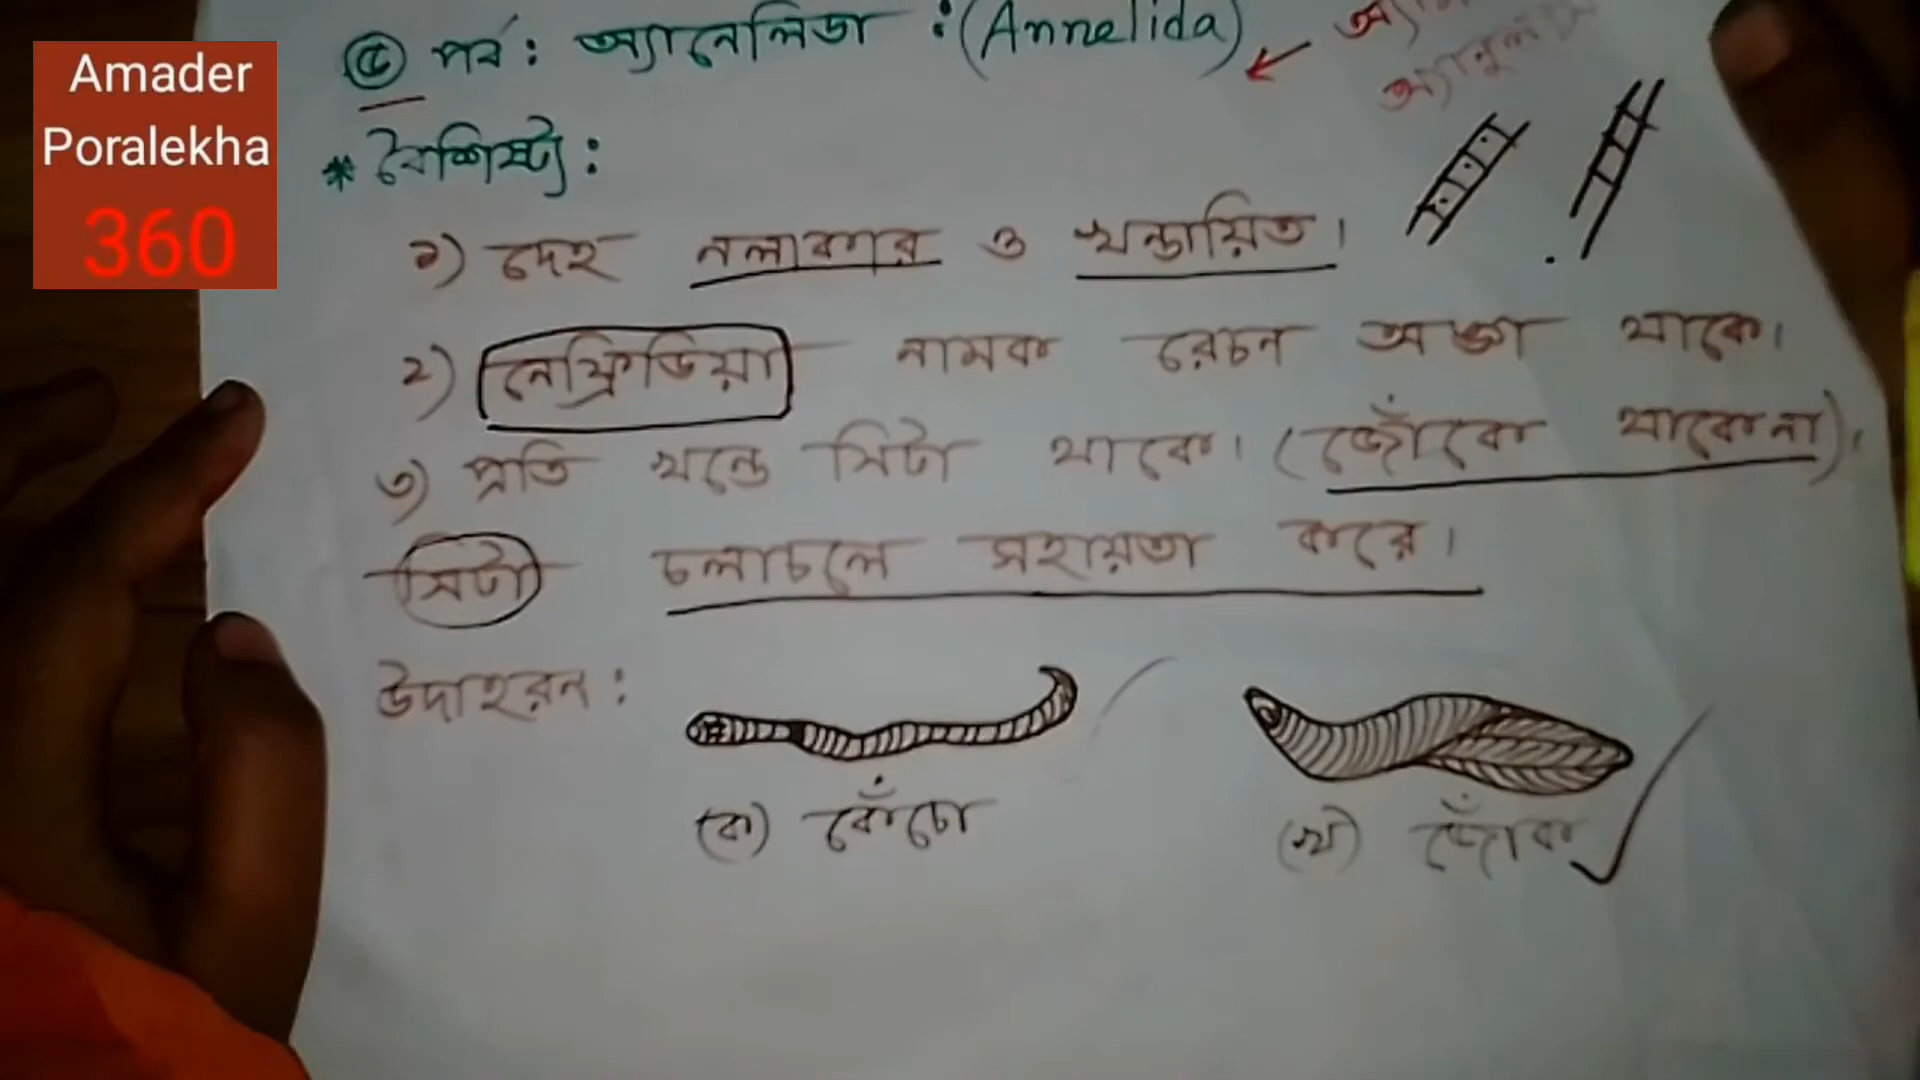 Amader
Poralekha
360
৫ পর্ব : অ্যানেলিডা : (Annelida)
* বৈশিষ্ট্য :
১) দেহ নলাকার ও খন্ডায়িত।
২) নেফ্রিডিয়া নামক রেচন অঙ্গ থাকে।
৩) প্রতি খন্ডে সিটা থাকে। (জোঁকে থাকেনা)।
সিটা চলাচলে সহায়তা করে।
উদাহরন :
(ক) কেঁচো
(খ) জোঁক